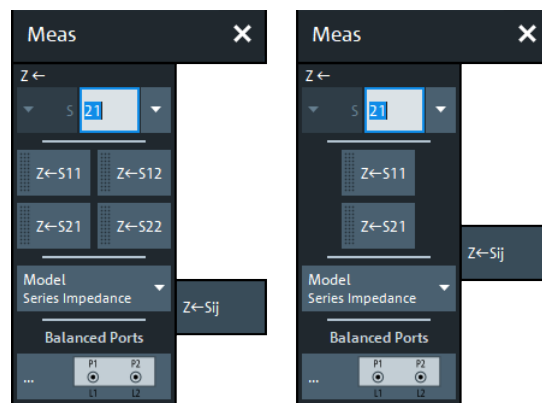 Meas
Z←
S 21
Z←S11 Z←S12
Z←S21 Z←S22
Model
Series Impedance
Z←Sij
Balanced Ports
P1 P2
...
L1 L2
Meas
Z←
S 21
Z←S11
Z←S21
Z←Sij
Model
Series Impedance
Balanced Ports
P1 P2
...
L1 L2